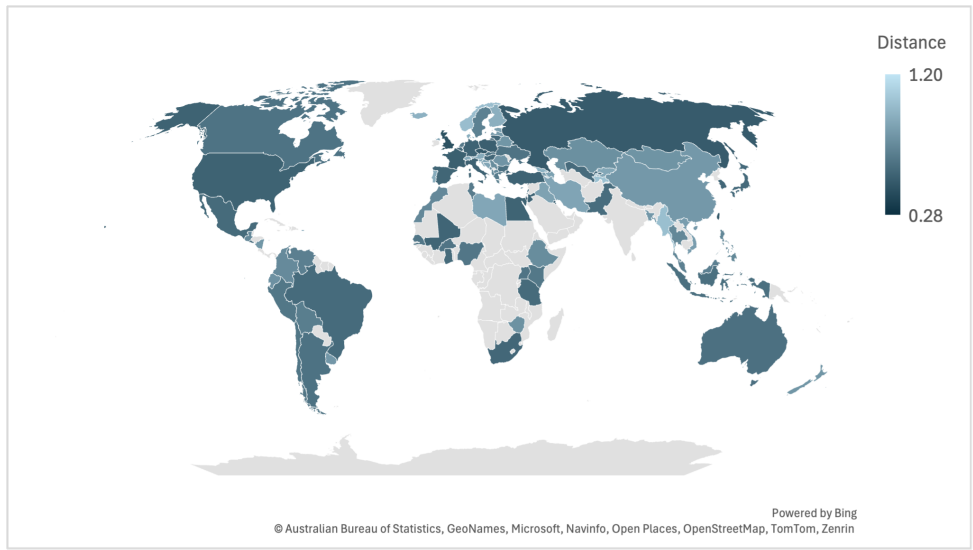 Distance
1.20
0.28
Powered by Bing
© Australian Bureau of Statistics, GeoNames, Microsoft, Navinfo, Open Places, OpenStreetMap, TomTom, Zenrin